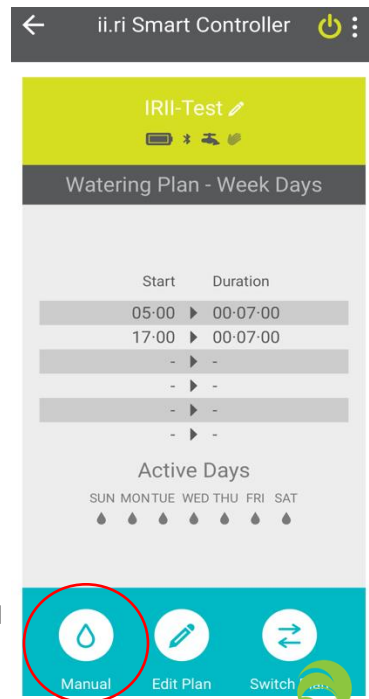 ii.ri Smart Controller
IRII-Test
Watering Plan - Week Days
Start Duration
05:00 00:07:00
17:00 00:07:00
- -
- -
- -
- -
Active Days
SUN MON TUE WED THU FRI SAT
Manual Edit Plan Switch